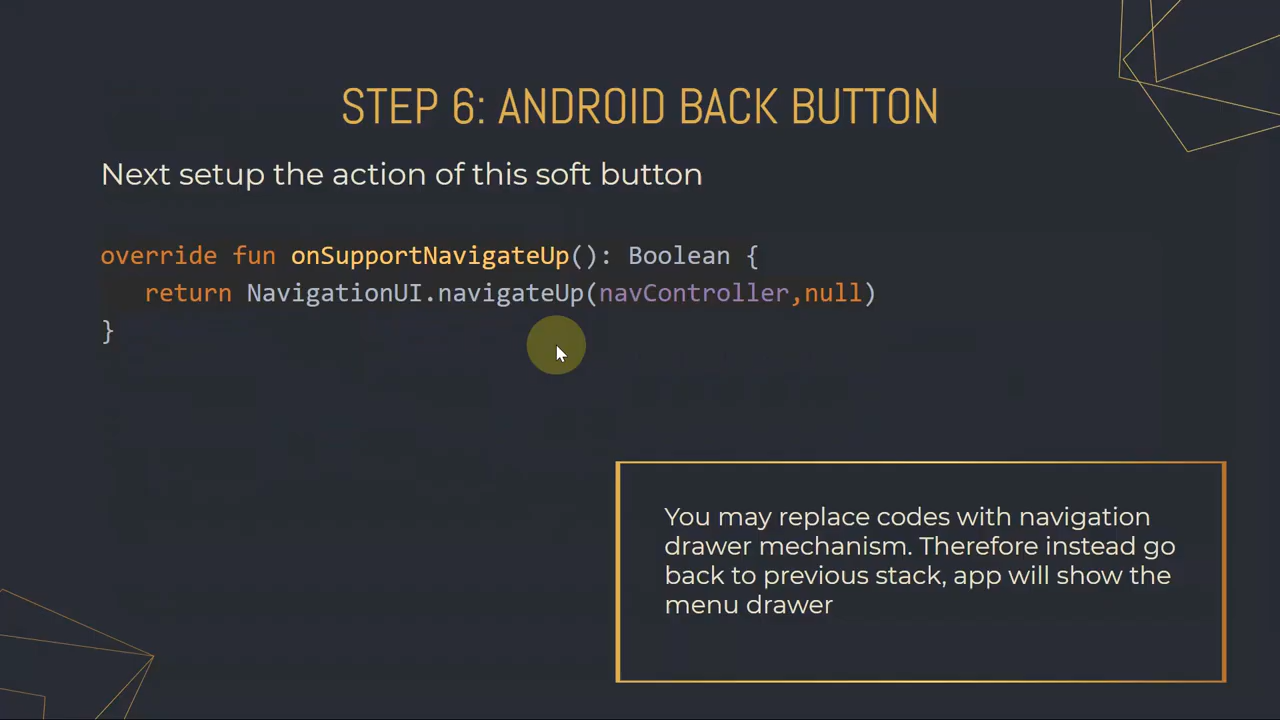 STEP 6: ANDROID BACK BUTTON
Next setup the action of this soft button
override fun onSupportNavigateUp(): Boolean {
   return NavigationUI.navigateUp(navController,null)
}
You may replace codes with navigation
drawer mechanism. Therefore instead go
back to previous stack, app will show the
menu drawer